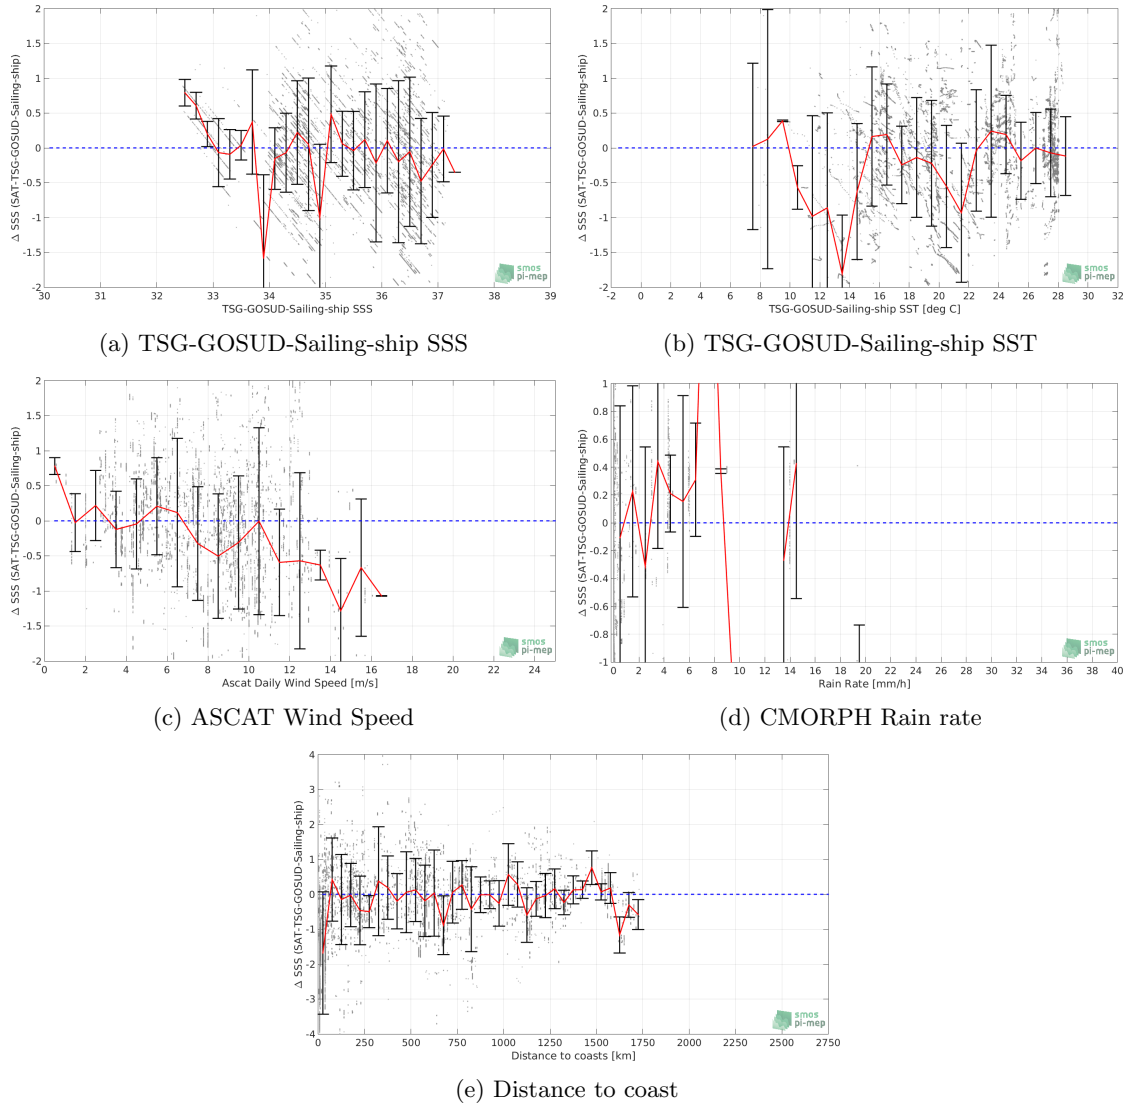 2
1.5
1
0.5
0
-0.5
-1
-1.5
-2
Δ SSS (SAT-TSG-GOSUD-Sailing-ship)
30 31 32 33 34 35 36 37 38 39
TSG-GOSUD-Sailing-ship SSS
smos
pi-mep
(a) TSG-GOSUD-Sailing-ship SSS
2
1.5
1
0.5
0
-0.5
-1
-1.5
-2
Δ SSS (SAT-TSG-GOSUD-Sailing-ship)
-2 0 2 4 6 8 10 12 14 16 18 20 22 24 26 28 30 32
TSG-GOSUD-Sailing-ship SST [deg C]
smos
pi-mep
(b) TSG-GOSUD-Sailing-ship SST
2
1.5
1
0.5
0
-0.5
-1
-1.5
-2
Δ SSS (SAT-TSG-GOSUD-Sailing-ship)
0 2 4 6 8 10 12 14 16 18 20 22 24
Ascat Daily Wind Speed [m/s]
smos
pi-mep
(c) ASCAT Wind Speed
1
0.8
0.6
0.4
0.2
0
-0.2
-0.4
-0.6
-0.8
-1
Δ SSS (SAT-TSG-GOSUD-Sailing-ship)
0 2 4 6 8 10 12 14 16 18 20 22 24 26 28 30 32 34 36 38 40
Rain Rate [mm/h]
smos
pi-mep
(d) CMORPH Rain rate
4
3
2
1
0
-1
-2
-3
-4
Δ SSS (SAT-TSG-GOSUD-Sailing-ship)
0 250 500 750 1000 1250 1500 1750 2000 2250 2500 2750
Distance to coasts [km]
smos
pi-mep
(e) Distance to coast